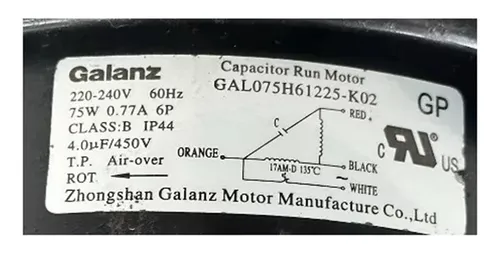 Galanz
Capacitor Run Motor
GAL075H61225-K02
GP
220-240V 60Hz
75W 0.77A 6P
CLASS:B IP44
4.0μF/450V
T.P. Air-over
ROT
C
RED
ORANGE
BLACK
17AM-D 135℃
~
WHITE
c RU US
Zhongshan Galanz Motor Manufacture Co.,Ltd